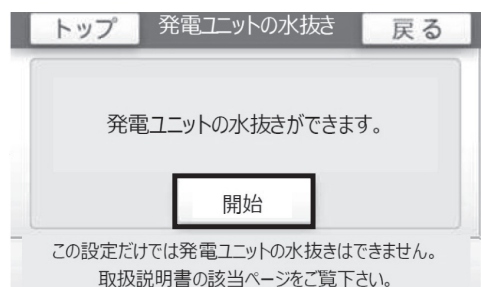 トップ 発電ユニットの水抜き 戻る
発電ユニットの水抜きができます。
開始
この設定だけでは発電ユニットの水抜きはできません。
取扱説明書の該当ページをご覧下さい。